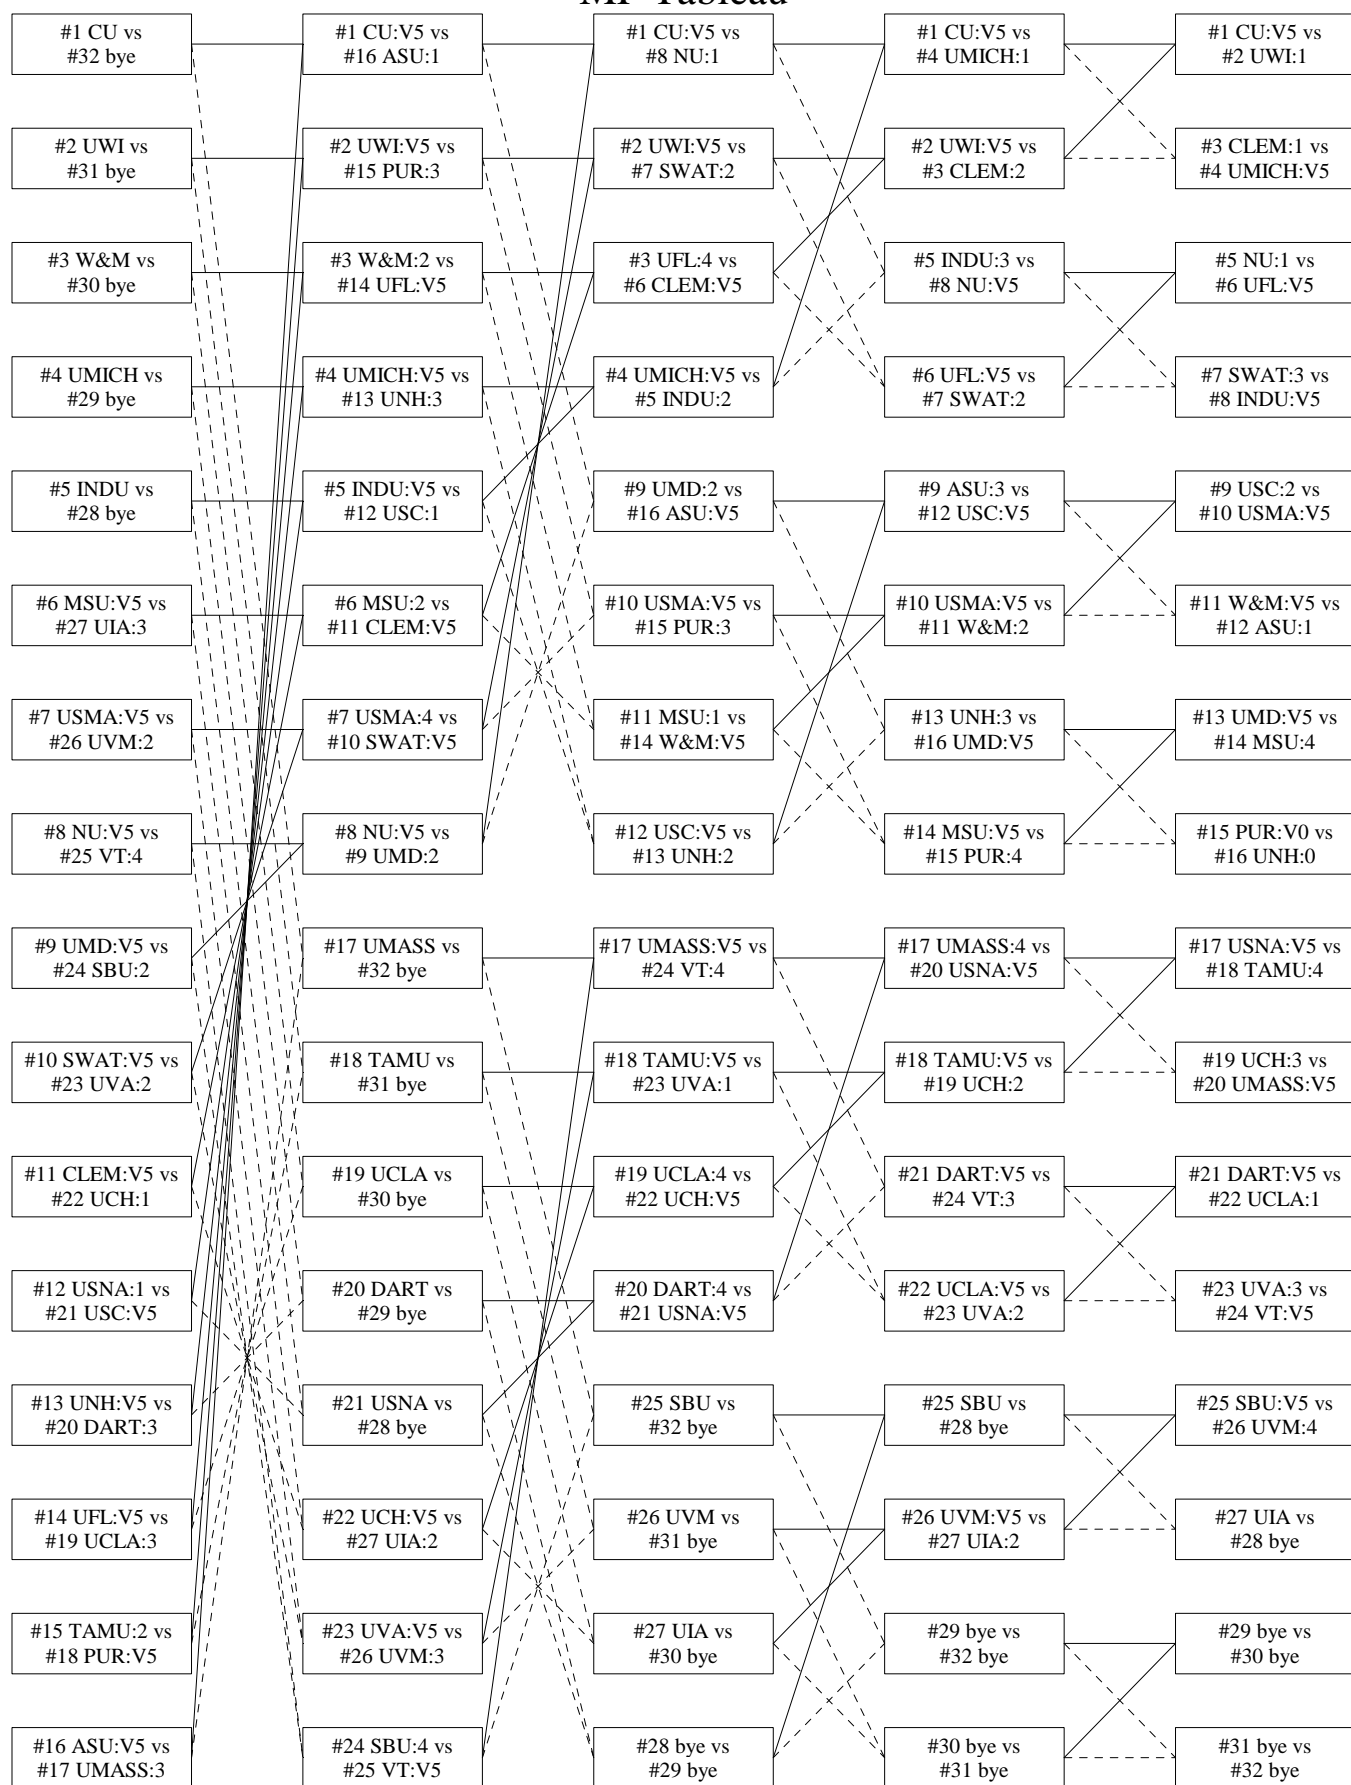 MP Tableau
#1 CU vs
#32 bye
#1 CU:V5 vs
#16 ASU:1
#1 CU:V5 vs
#8 NU:1
#1 CU:V5 vs
#4 UMICH:1
#1 CU:V5 vs
#2 UWI:1
#2 UWI vs
#31 bye
#2 UWI:V5 vs
#15 PUR:3
#2 UWI:V5 vs
#7 SWAT:2
#2 UWI:V5 vs
#3 CLEM:2
#3 CLEM:1 vs
#4 UMICH:V5
#3 W&M vs
#30 bye
#3 W&M:2 vs
#14 UFL:V5
#3 UFL:4 vs
#6 CLEM:V5
#5 INDU:3 vs
#8 NU:V5
#5 NU:1 vs
#6 UFL:V5
#4 UMICH vs
#29 bye
#4 UMICH:V5 vs
#13 UNH:3
#4 UMICH:V5 vs
#5 INDU:2
#6 UFL:V5 vs
#7 SWAT:2
#7 SWAT:3 vs
#8 INDU:V5
#5 INDU vs
#28 bye
#5 INDU:V5 vs
#12 USC:1
#9 UMD:2 vs
#16 ASU:V5
#9 ASU:3 vs
#12 USC:V5
#9 USC:2 vs
#10 USMA:V5
#6 MSU:V5 vs
#27 UIA:3
#6 MSU:2 vs
#11 CLEM:V5
#10 USMA:V5 vs
#15 PUR:3
#10 USMA:V5 vs
#11 W&M:2
#11 W&M:V5 vs
#12 ASU:1
#7 USMA:V5 vs
#26 UVM:2
#7 USMA:4 vs
#10 SWAT:V5
#11 MSU:1 vs
#14 W&M:V5
#13 UNH:3 vs
#16 UMD:V5
#13 UMD:V5 vs
#14 MSU:4
#8 NU:V5 vs
#25 VT:4
#8 NU:V5 vs
#9 UMD:2
#12 USC:V5 vs
#13 UNH:2
#14 MSU:V5 vs
#15 PUR:4
#15 PUR:V0 vs
#16 UNH:0
#9 UMD:V5 vs
#24 SBU:2
#17 UMASS vs
#32 bye
#17 UMASS:V5 vs
#24 VT:4
#17 UMASS:4 vs
#20 USNA:V5
#17 USNA:V5 vs
#18 TAMU:4
#10 SWAT:V5 vs
#23 UVA:2
#18 TAMU vs
#31 bye
#18 TAMU:V5 vs
#23 UVA:1
#18 TAMU:V5 vs
#19 UCH:2
#19 UCH:3 vs
#20 UMASS:V5
#11 CLEM:V5 vs
#22 UCH:1
#19 UCLA vs
#30 bye
#19 UCLA:4 vs
#22 UCH:V5
#21 DART:V5 vs
#24 VT:3
#21 DART:V5 vs
#22 UCLA:1
#12 USNA:1 vs
#21 USC:V5
#20 DART vs
#29 bye
#20 DART:4 vs
#21 USNA:V5
#22 UCLA:V5 vs
#23 UVA:2
#23 UVA:3 vs
#24 VT:V5
#13 UNH:V5 vs
#20 DART:3
#21 USNA vs
#28 bye
#25 SBU vs
#32 bye
#25 SBU vs
#28 bye
#25 SBU:V5 vs
#26 UVM:4
#14 UFL:V5 vs
#19 UCLA:3
#22 UCH:V5 vs
#27 UIA:2
#26 UVM vs
#31 bye
#26 UVM:V5 vs
#27 UIA:2
#27 UIA vs
#28 bye
#15 TAMU:2 vs
#18 PUR:V5
#23 UVA:V5 vs
#26 UVM:3
#27 UIA vs
#30 bye
#29 bye vs
#32 bye
#29 bye vs
#30 bye
#16 ASU:V5 vs
#17 UMASS:3
#24 SBU:4 vs
#25 VT:V5
#28 bye vs
#29 bye
#30 bye vs
#31 bye
#31 bye vs
#32 bye